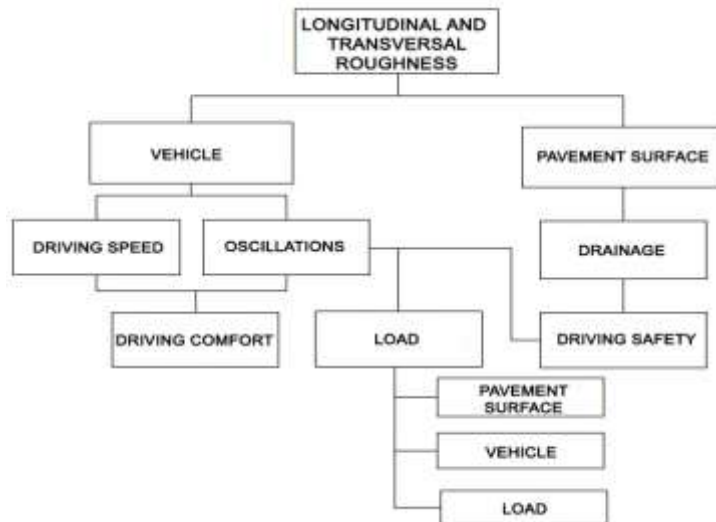 LONGITUDINAL AND
TRANSVERSAL
ROUGHNESS
VEHICLE
PAVEMENT SURFACE
DRIVING SPEED
OSCILLATIONS
DRAINAGE
DRIVING COMFORT
LOAD
DRIVING SAFETY
PAVEMENT
SURFACE
VEHICLE
LOAD